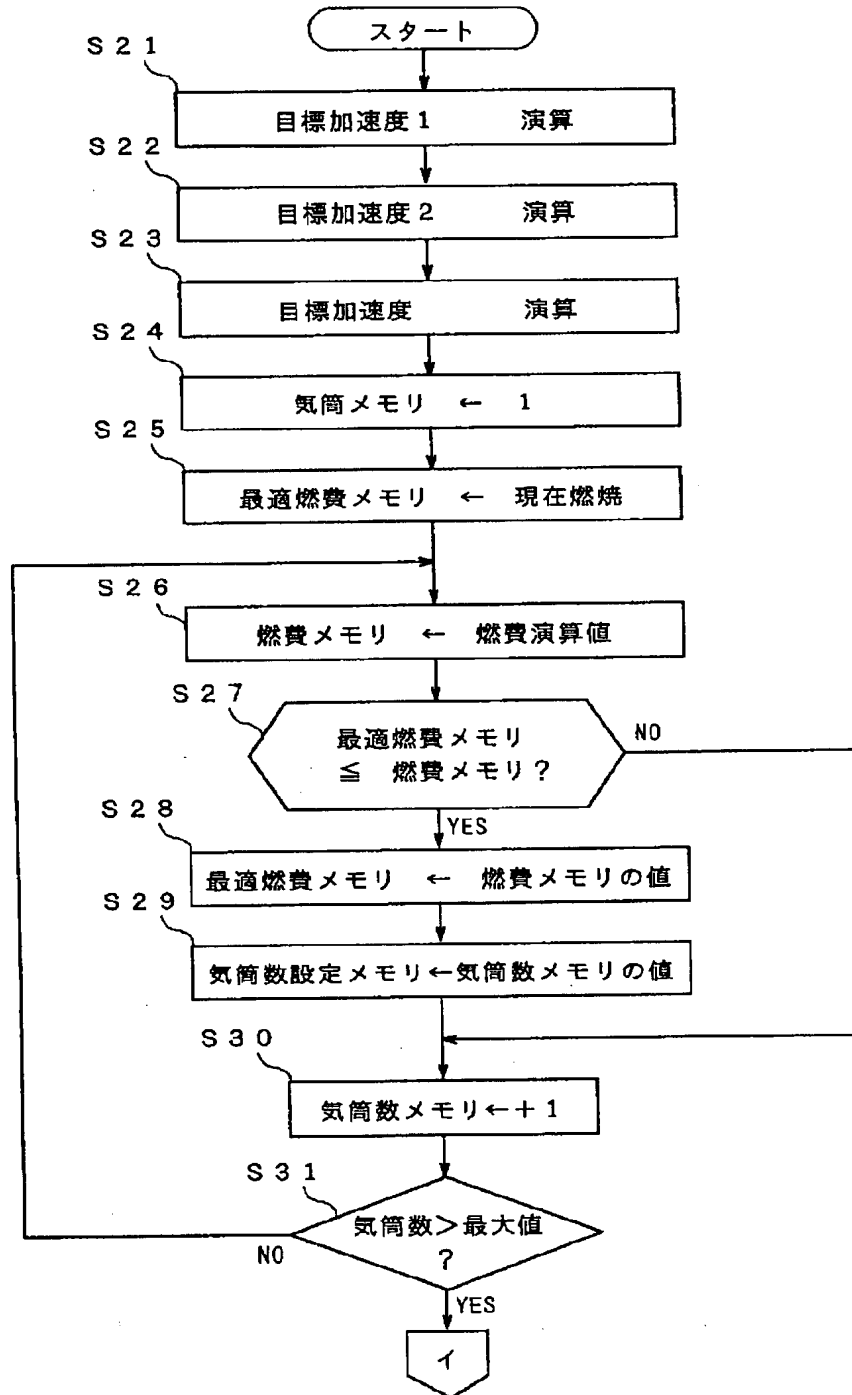 スタート
S21
目標加速度1 演算
S22
目標加速度2 演算
S23
目標加速度 演算
S24
気筒メモリ ← 1
S25
最適燃費メモリ ← 現在燃焼
S26
燃費メモリ ← 燃費演算値
S27
最適燃費メモリ
≦ 燃費メモリ?
NO
YES
S28
最適燃費メモリ ← 燃費メモリの値
S29
気筒数設定メモリ←気筒数メモリの値
S30
気筒数メモリ←+1
S31
気筒数>最大値
?
NO
YES
イ